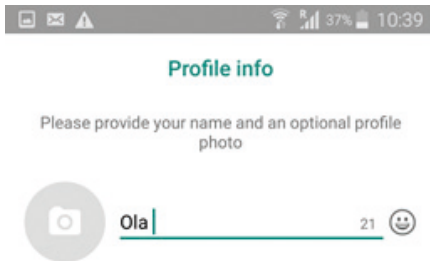 R 37% 10:39
Profile info
Please provide your name and an optional profile
photo
Ola 21